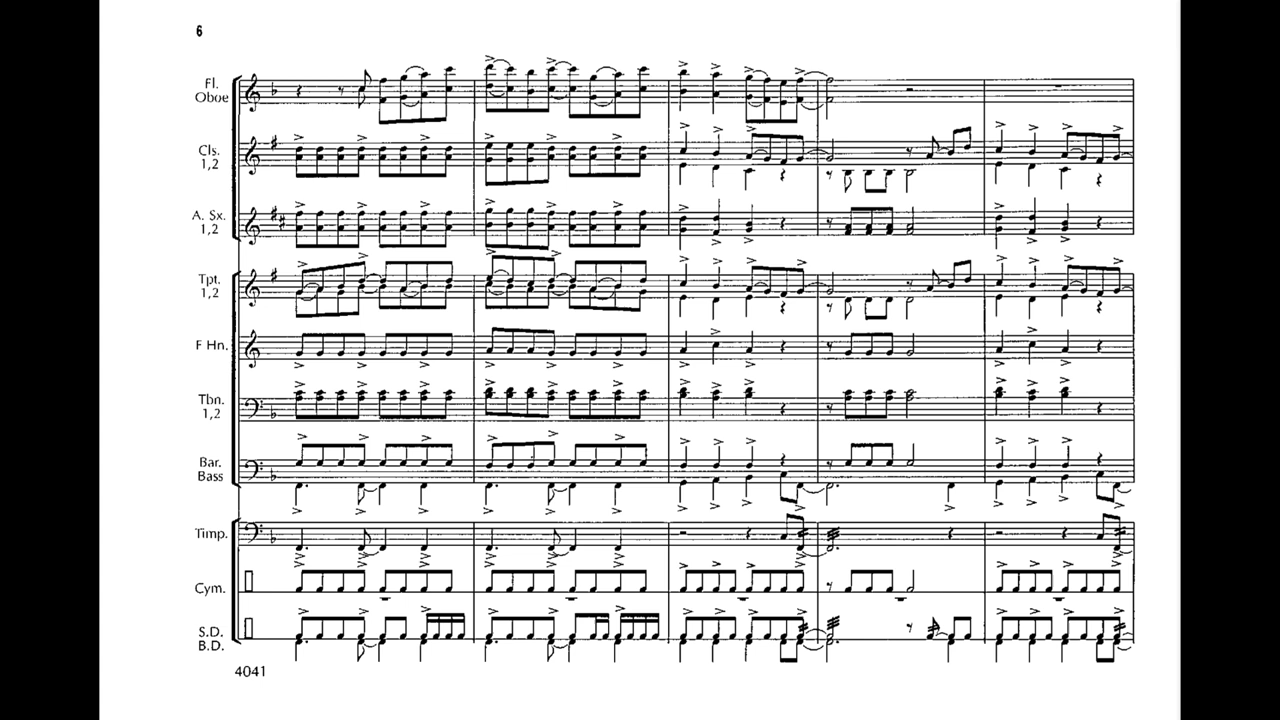 6
Fl.
Oboe
Cls.
1,2
A. Sx.
1,2
Tpt.
1,2
F Hn.
Tbn.
1,2
Bar.
Bass
Timp.
Cym.
S.D.
B.D.
4041